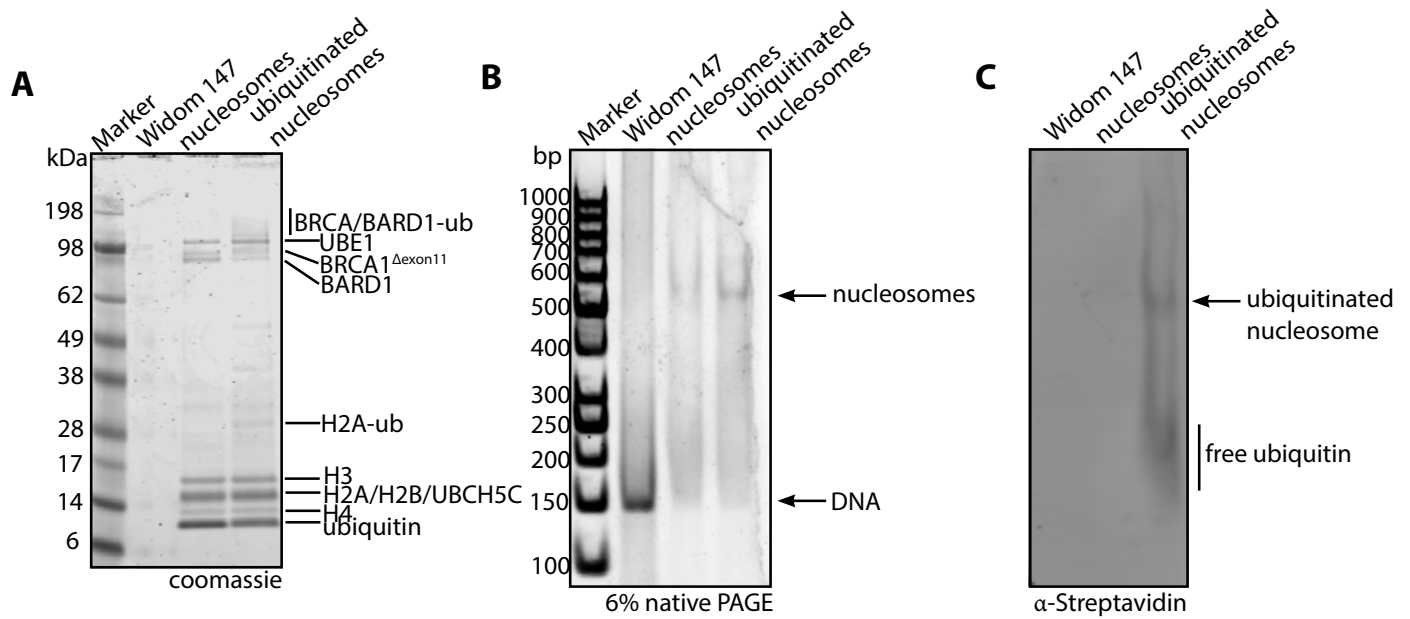 A
Marker
Widom 147
nucleosomes
ubiquitinated
nucleosomes
kDa
198
98
62
49
38
28
17
14
6
BRCA/BARD1-ub
UBE1
BRCA1Δexon11
BARD1
H2A-ub
H3
H2A/H2B/UBCH5C
H4
ubiquitin
coomassie
B
Marker
Widom 147
nucleosomes
ubiquitinated
nucleosomes
bp
1000
900
800
700
600
500
400
300
250
200
150
100
nucleosomes
DNA
6% native PAGE
C
Widom 147
nucleosomes
ubiquitinated
nucleosomes
ubiquitinated
nucleosome
free ubiquitin
α-Streptavidin